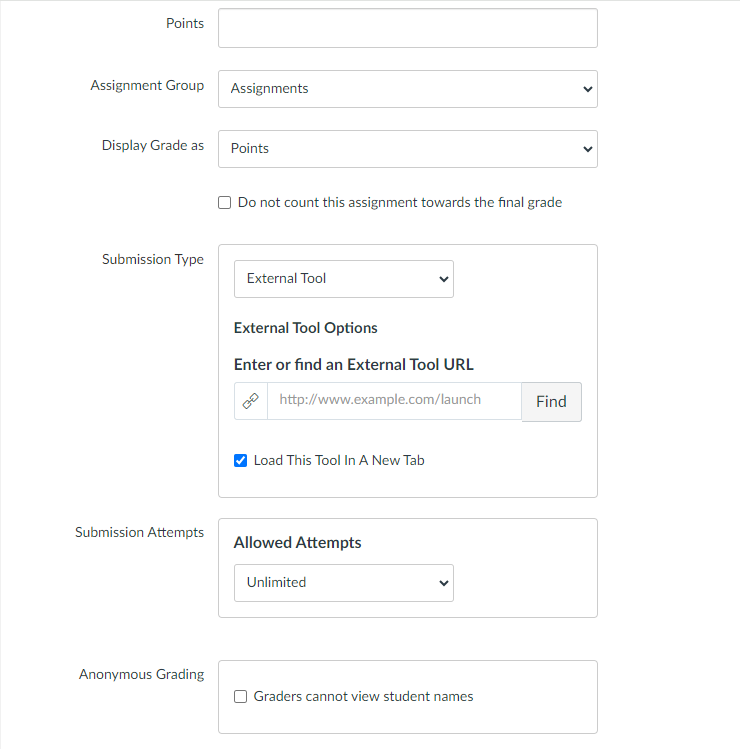 Points
Assignment Group
Assignments
Display Grade as
Points
Do not count this assignment towards the final grade
Submission Type
External Tool
External Tool Options
Enter or find an External Tool URL
http://www.example.com/launch
Find
Load This Tool In A New Tab
Submission Attempts
Allowed Attempts
Unlimited
Anonymous Grading
Graders cannot view student names